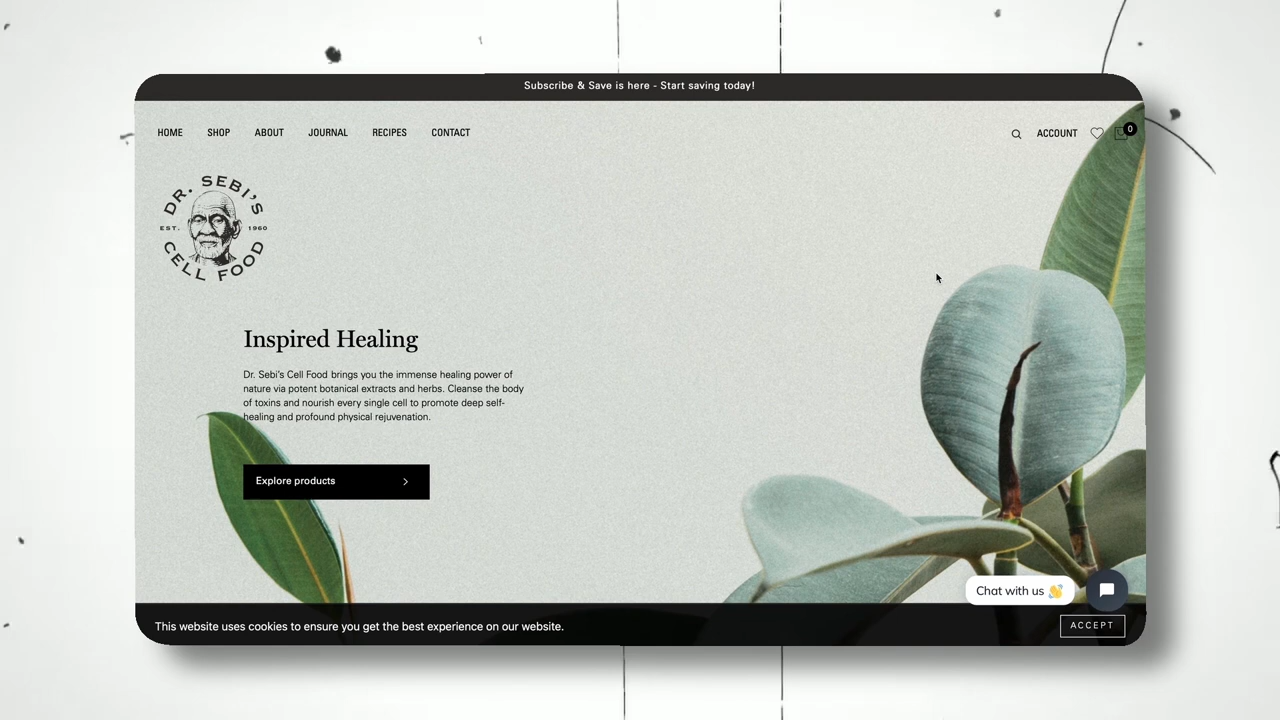 Subscribe & Save is here - Start saving today!
HOME SHOP ABOUT JOURNAL RECIPES CONTACT
ACCOUNT 0
DR. SEBI'S
EST. 1960
CELL FOOD
Inspired Healing
Dr. Sebi's Cell Food brings you the immense healing power of
nature via potent botanical extracts and herbs. Cleanse the body
of toxins and nourish every single cell to promote deep self-
healing and profound physical rejuvenation.
Explore products
Chat with us 👋
This website uses cookies to ensure you get the best experience on our website.
ACCEPT